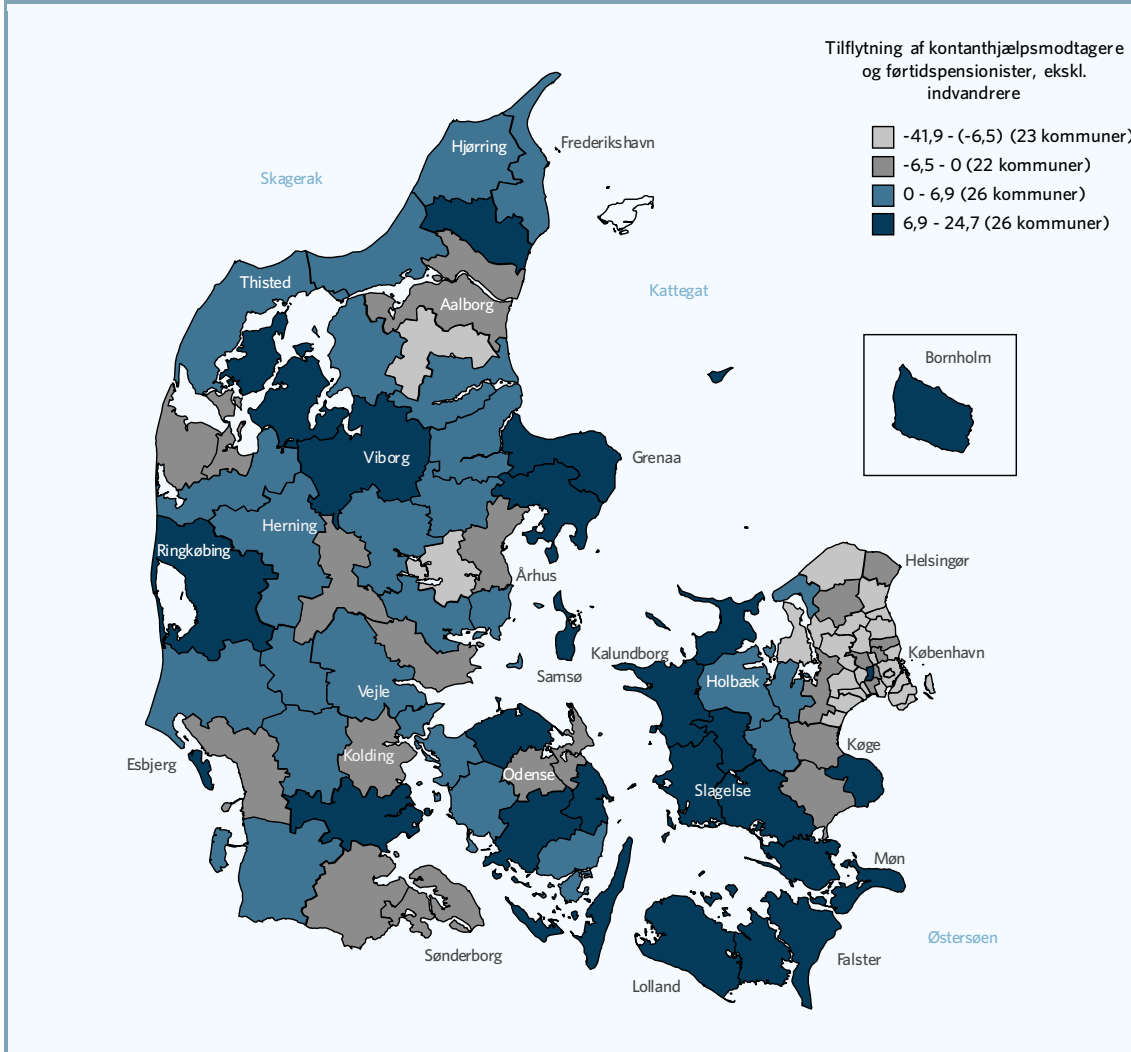 Tilflytning af kontanthjælpsmodtagere
og førtidspensionister, ekskl.
indvandrere
-41,9 - (-6,5) (23 kommuner)
-6,5 - 0 (22 kommuner)
0 - 6,9 (26 kommuner)
6,9 - 24,7 (26 kommuner)
Hjørring
Frederikshavn
Skagerak
Thisted
Kattegat
Aalborg
Bornholm
Viborg
Grenaa
Herning
Ringkøbing
Århus
Helsingør
København
Kalundborg
Samsø
Holbæk
Vejle
Køge
Kolding
Esbjerg
Odense
Slagelse
Møn
Østersøen
Sønderborg
Falster
Lolland